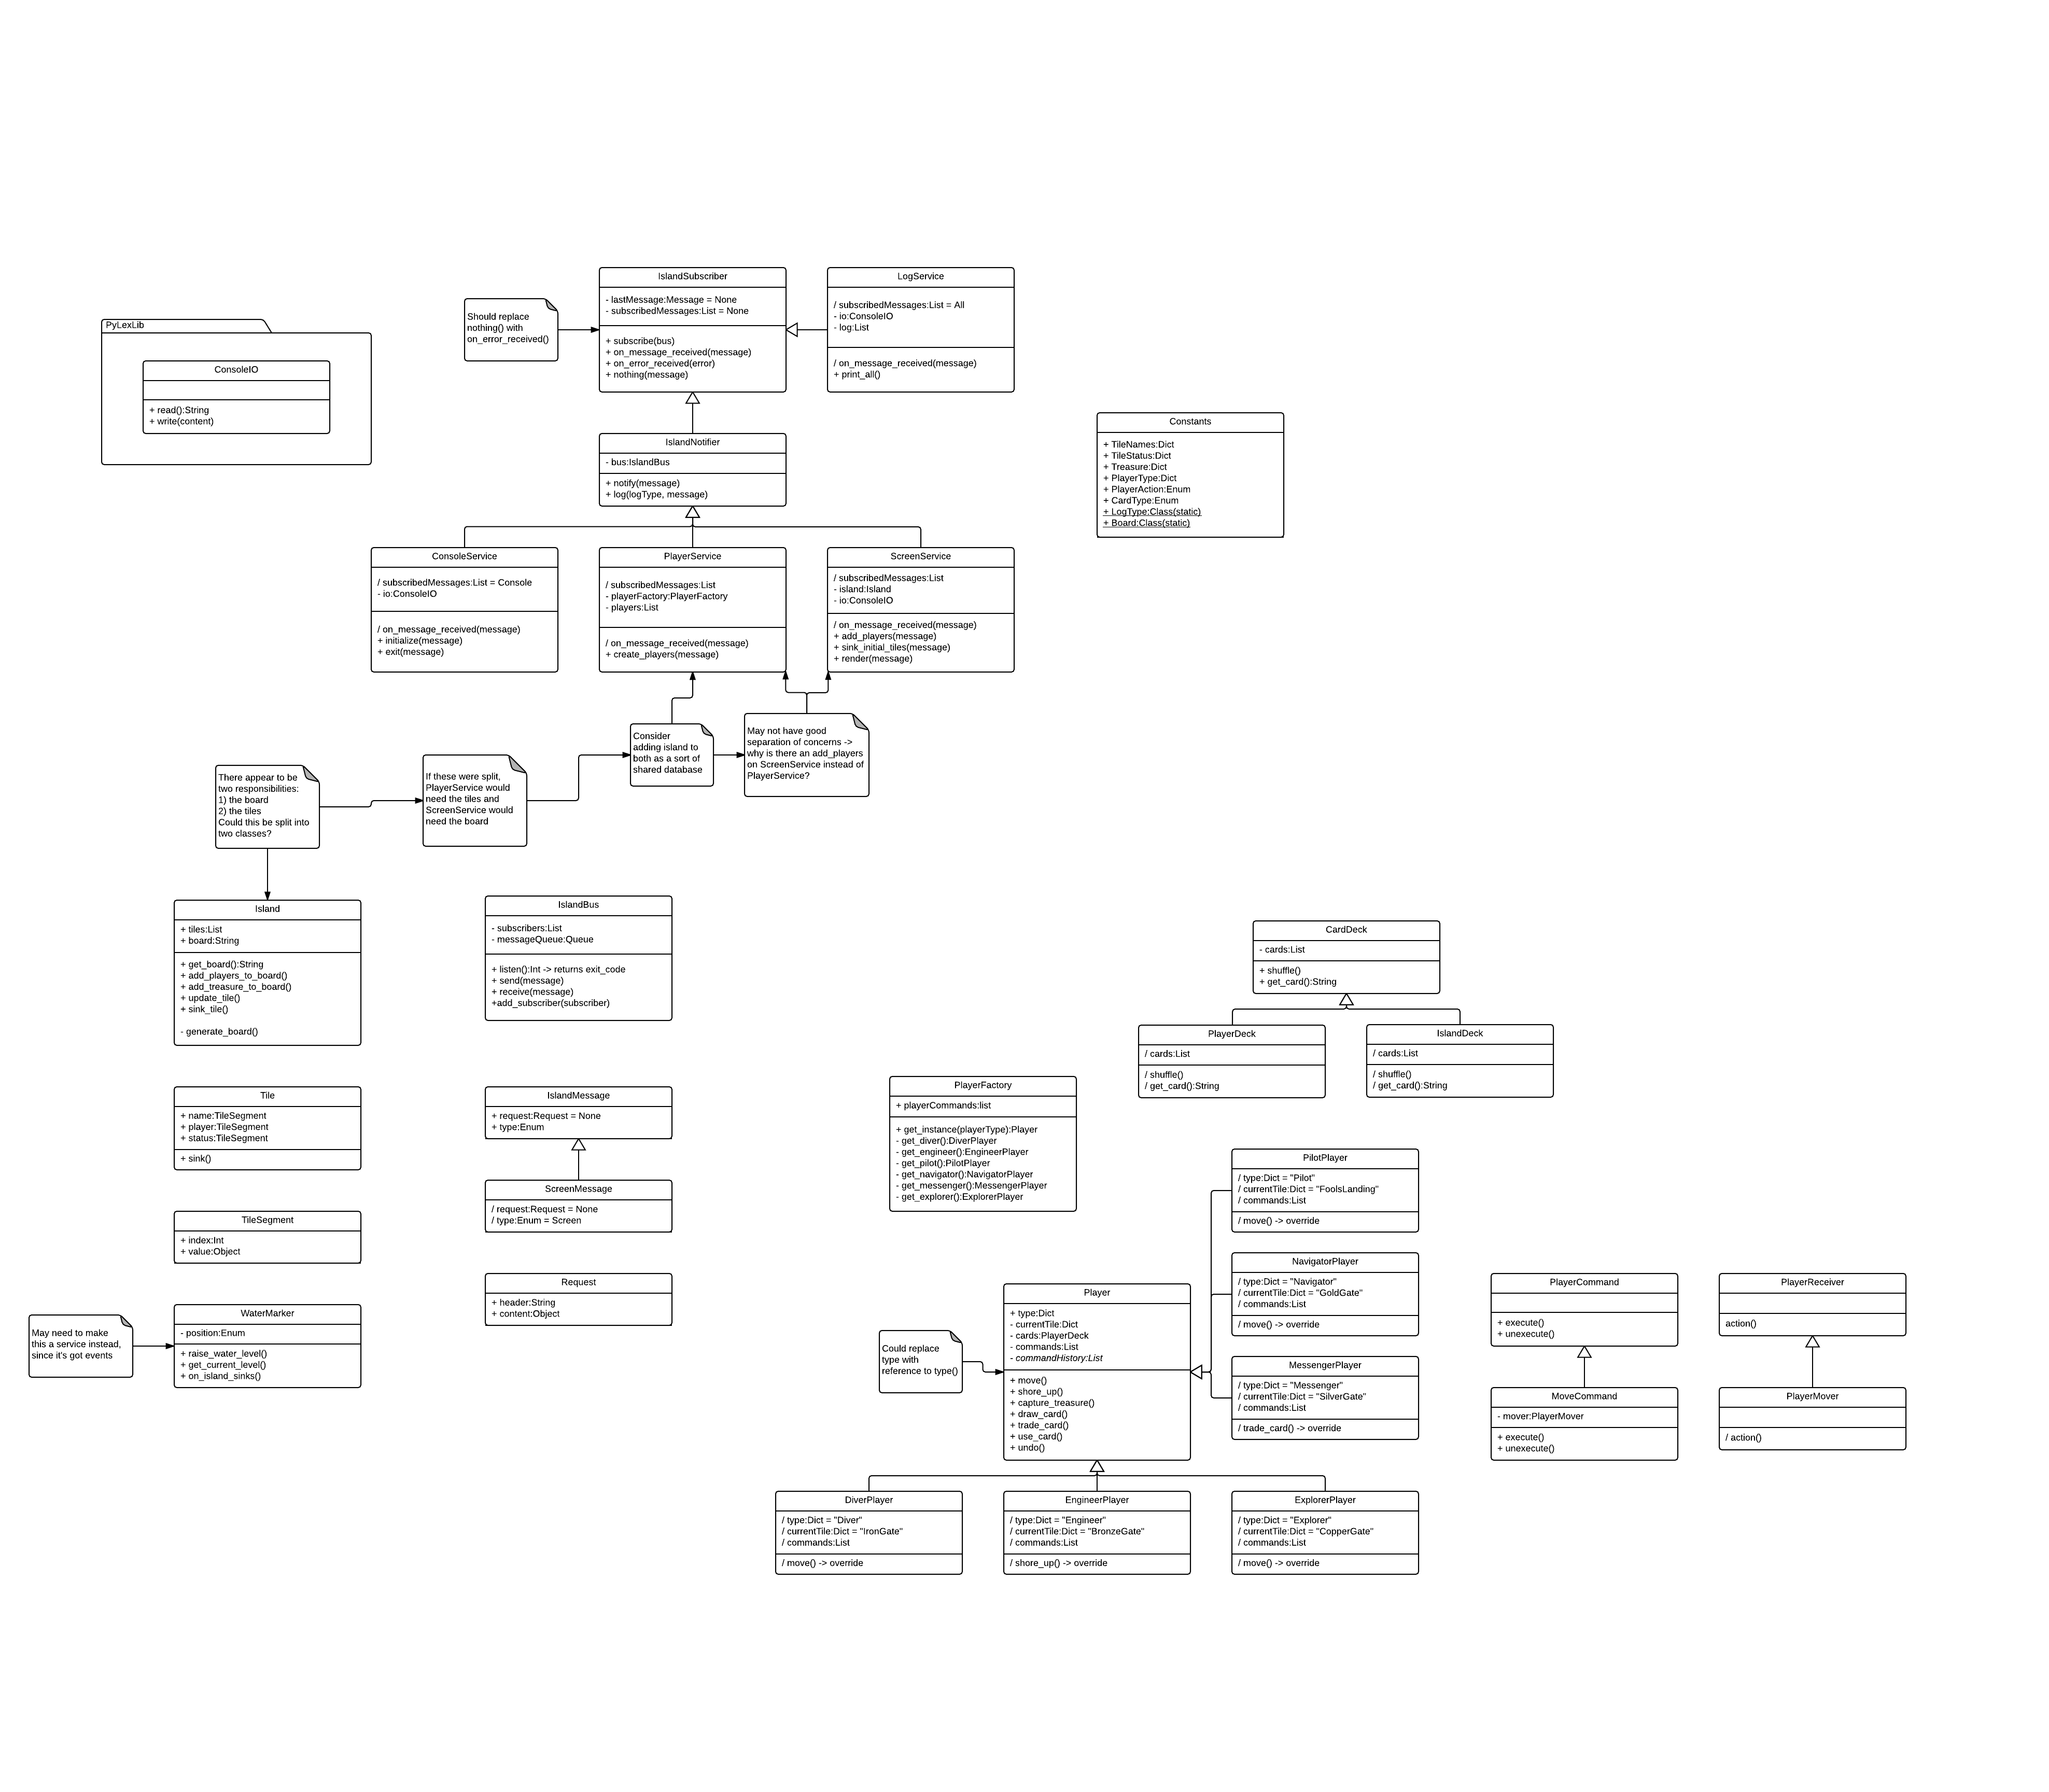 PyLexLib
ConsoleIO
+ read():String
+ write(content)
Should replace
nothing() with
on_error_received()
IslandSubscriber
- lastMessage:Message = None
- subscribedMessages:List = None
+ subscribe(bus)
+ on_message_received(message)
+ on_error_received(error)
+ nothing(message)
LogService
/ subscribedMessages:List = All
- io:ConsoleIO
- log:List
/ on_message_received(message)
+ print_all()
IslandNotifier
- bus:IslandBus
+ notify(message)
+ log(logType, message)
Constants
+ TileNames:Dict
+ TileStatus:Dict
+ Treasure:Dict
+ PlayerType:Dict
+ PlayerAction:Enum
+ CardType:Enum
+ LogType:Class(static)
+ Board:Class(static)
ConsoleService
/ subscribedMessages:List = Console
- io:ConsoleIO
/ on_message_received(message)
+ initialize(message)
+ exit(message)
PlayerService
/ subscribedMessages:List
- playerFactory:PlayerFactory
- players:List
/ on_message_received(message)
+ create_players(message)
ScreenService
/ subscribedMessages:List
- island:Island
- io:ConsoleIO
/ on_message_received(message)
+ add_players(message)
+ sink_initial_tiles(message)
+ render(message)
There appear to be
two responsibilities:
1) the board
2) the tiles
Could this be split into
two classes?
If these were split,
PlayerService would
need the tiles and
ScreenService would
need the board
Consider
adding island to
both as a sort of
shared database
May not have good
separation of concerns ->
why is there an add_players
on ScreenService instead of
PlayerService?
Island
+ tiles:List
+ board:String
+ get_board():String
+ add_players_to_board()
+ add_treasure_to_board()
+ update_tile()
+ sink_tile()
- generate_board()
IslandBus
- subscribers:List
- messageQueue:Queue
+ listen():Int -> returns exit_code
+ send(message)
+ receive(message)
+add_subscriber(subscriber)
CardDeck
- cards:List
+ shuffle()
+ get_card():String
PlayerDeck
/ cards:List
/ shuffle()
/ get_card():String
IslandDeck
/ cards:List
/ shuffle()
/ get_card():String
Tile
+ name:TileSegment
+ player:TileSegment
+ status:TileSegment
+ sink()
IslandMessage
+ request:Request = None
+ type:Enum
ScreenMessage
/ request:Request = None
/ type:Enum = Screen
PlayerFactory
+ playerCommands:list
+ get_instance(playerType):Player
- get_diver():DiverPlayer
- get_engineer():EngineerPlayer
- get_pilot():PilotPlayer
- get_navigator():NavigatorPlayer
- get_messenger():MessengerPlayer
- get_explorer():ExplorerPlayer
TileSegment
+ index:Int
+ value:Object
Request
+ header:String
+ content:Object
May need to make
this a service instead,
since it's got events
WaterMarker
- position:Enum
+ raise_water_level()
+ get_current_level()
+ on_island_sinks()
Could replace
type with
reference to type()
Player
+ type:Dict
- currentTile:Dict
- cards:PlayerDeck
- commands:List
- commandHistory:List
+ move()
+ shore_up()
+ capture_treasure()
+ draw_card()
+ trade_card()
+ use_card()
+ undo()
PilotPlayer
/ type:Dict = "Pilot"
/ currentTile:Dict = "FoolsLanding"
/ commands:List
/ move() -> override
NavigatorPlayer
/ type:Dict = "Navigator"
/ currentTile:Dict = "GoldGate"
/ commands:List
/ move() -> override
MessengerPlayer
/ type:Dict = "Messenger"
/ currentTile:Dict = "SilverGate"
/ commands:List
/ trade_card() -> override
PlayerCommand
+ execute()
+ unexecute()
MoveCommand
- mover:PlayerMover
+ execute()
+ unexecute()
PlayerReceiver
action()
PlayerMover
/ action()
DiverPlayer
/ type:Dict = "Diver"
/ currentTile:Dict = "IronGate"
/ commands:List
/ move() -> override
EngineerPlayer
/ type:Dict = "Engineer"
/ currentTile:Dict = "BronzeGate"
/ commands:List
/ shore_up() -> override
ExplorerPlayer
/ type:Dict = "Explorer"
/ currentTile:Dict = "CopperGate"
/ commands:List
/ move() -> override